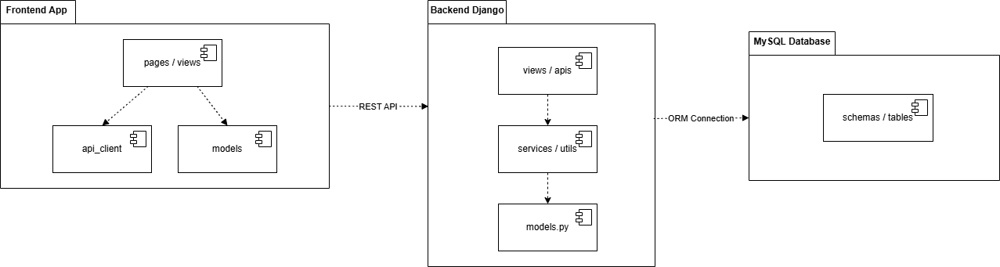 Frontend App
pages / views
api_client
models
REST API
Backend Django
views / apis
services / utils
models.py
ORM Connection
MySQL Database
schemas / tables